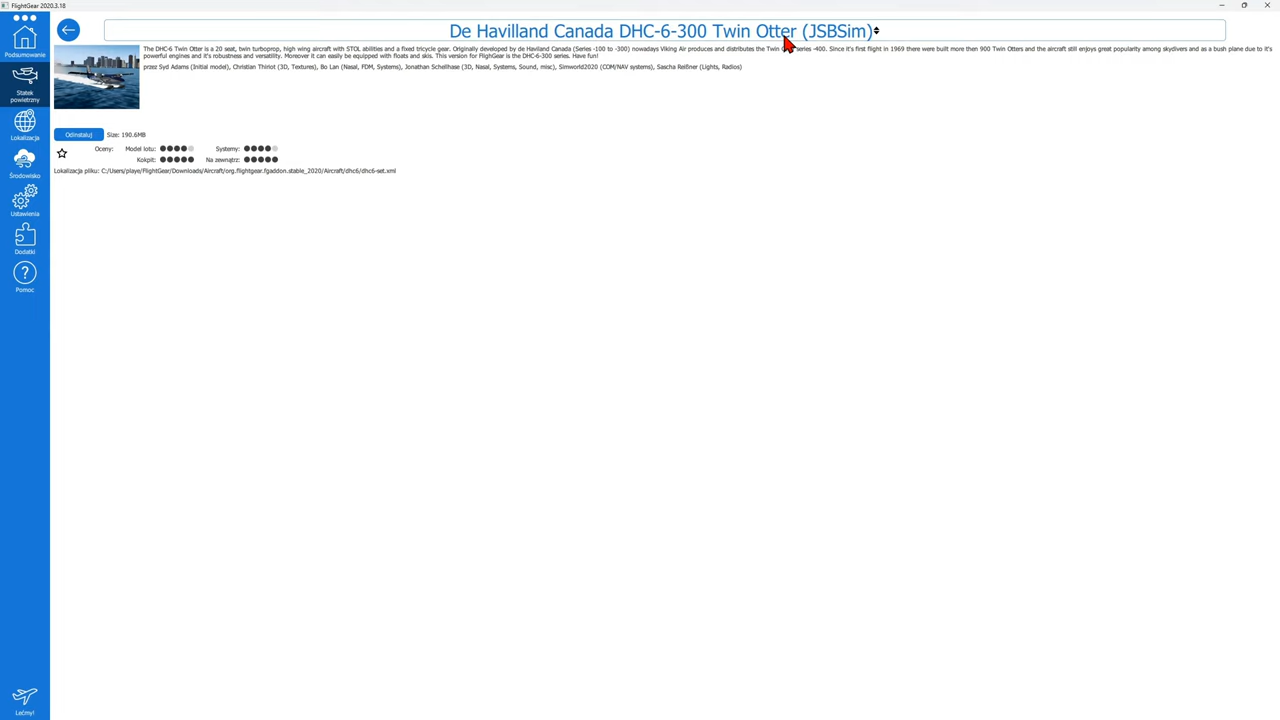 FlightGear 2020.3.18
Podsumowanie
Statek
powietrzny
Lokalizacja
Środowisko
Ustawienia
Dodatki
Pomoc
Lećmy!
De Havilland Canada DHC-6-300 Twin Otter (JSBSim)
The DHC-6 Twin Otter is a 20 seat, twin turboprop, high wing aircraft with STOL abilities and a fixed tricycle gear. Originally developed by de Haviland Canada (Series -100 to -300) nowadays Viking Air produces and distributes the Twin series -400. Since it's first flight in 1969 there were built more then 900 Twin Otters and the aircraft still enjoys great popularity among skydivers and as a bush plane due to it's
powerful engines and it's robustness and versatility. Moreover it can easily be equipped with floats and skis. This version for FlighGear is the DHC-6-300 series. Have fun!
przez Syd Adams (Initial model), Christian Thiriot (3D, Textures), Bo Lan (Nasal, FDM, Systems), Jonathan Schellhase (3D, Nasal, Systems, Sound, misc), Simworld2020 (COM/NAV systems), Sascha Reißner (Lights, Radios)
Odinstaluj Size: 190.6MB
Oceny: Model lotu: Systemy:
Kokpit: Na zewnątrz:
Lokalizacja pliku: C:/Users/playe/FlightGear/Downloads/Aircraft/org.flightgear.fgaddon.stable_2020/Aircraft/dhc6/dhc6-set.xml